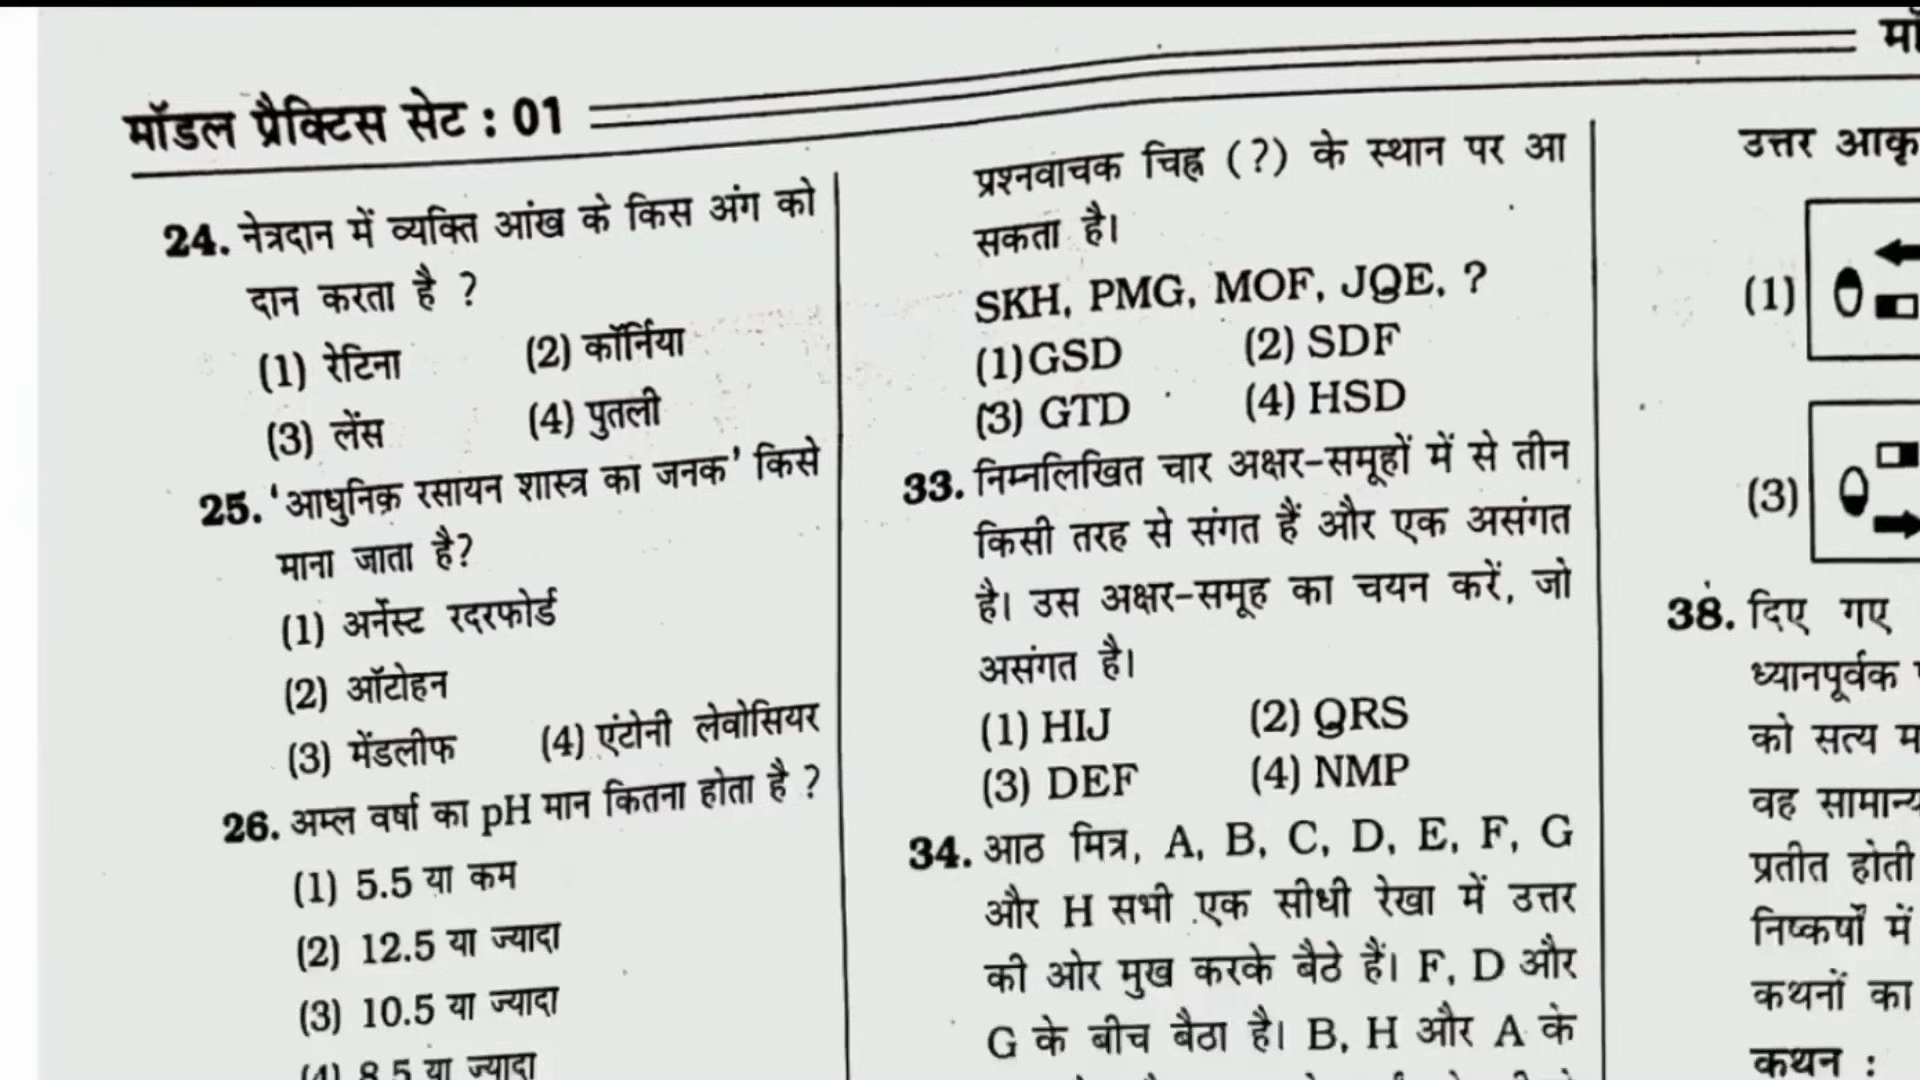 मॉडल प्रैक्टिस सेट : 01
24. नेत्रदान में व्यक्ति आंख के किस अंग को
दान करता है ?
(1) रेटिना (2) कॉर्निया
(3) लेंस (4) पुतली
25. 'आधुनिक रसायन शास्त्र का जनक' किसे
माना जाता है?
(1) अर्नेस्ट रदरफोर्ड
(2) ऑटोहन
(3) मेंडलीफ (4) एंटोनी लेवोसियर
26. अम्ल वर्षा का pH मान कितना होता है ?
(1) 5.5 या कम
(2) 12.5 या ज्यादा
(3) 10.5 या ज्यादा
(4) 8.5 या ज्यादा
प्रश्नवाचक चिह्न (?) के स्थान पर आ
सकता है।
SKH, PMG, MOF, JQE, ?
(1) GSD (2) SDF
(3) GTD (4) HSD
33. निम्नलिखित चार अक्षर-समूहों में से तीन
किसी तरह से संगत हैं और एक असंगत
है। उस अक्षर-समूह का चयन करें, जो
असंगत है।
(1) HIJ (2) QRS
(3) DEF (4) NMP
34. आठ मित्र, A, B, C, D, E, F, G
और H सभी एक सीधी रेखा में उत्तर
की ओर मुख करके बैठे हैं। F, D और
G के बीच बैठा है। B, H और A के
उत्तर
(1)
(3)
38. दिए गए
ध्यानपूर्वक
को सत्य
वह सामान्य
प्रतीत होती
निष्कर्षों में
कथनों का
कथन :